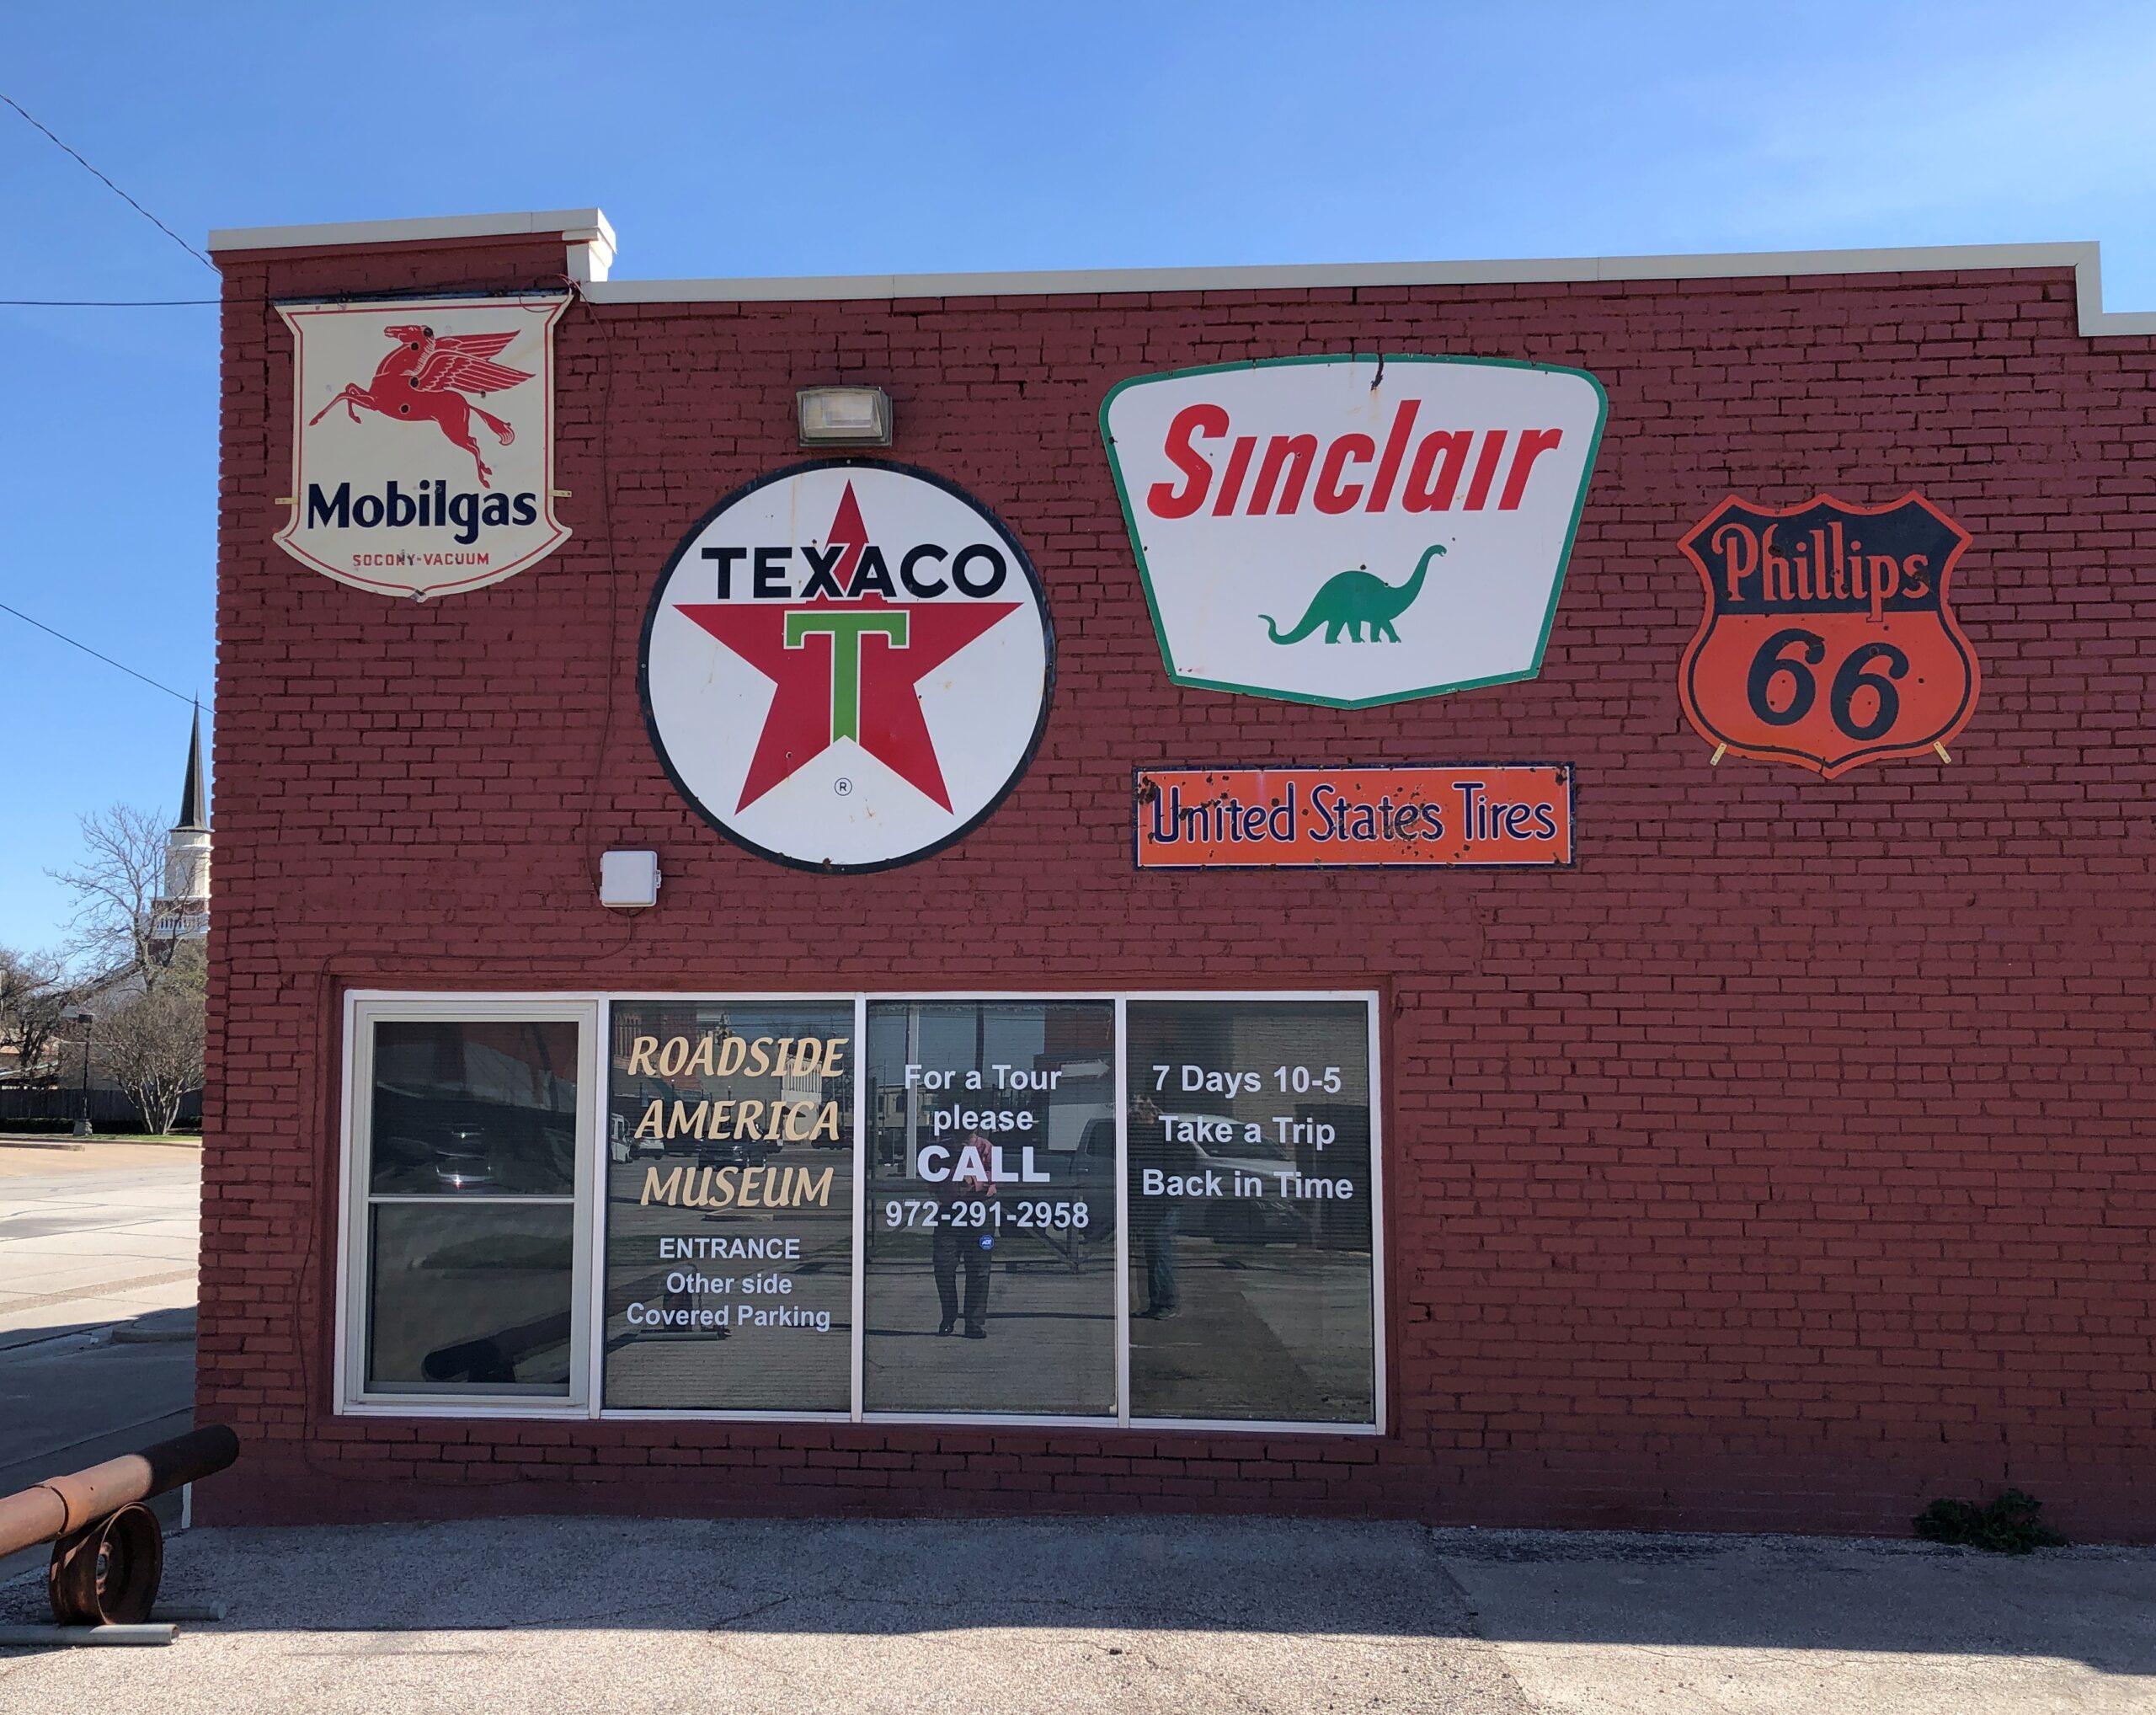 Mobilgas
SOCONY-VACUUM
TEXACO
T
®
Sinclair
Phillips
66
United States Tires
ROADSIDE
AMERICA
MUSEUM
ENTRANCE
Other side
Covered Parking
For a Tour
please
CALL
972-291-2958
7 Days 10-5
Take a Trip
Back in Time